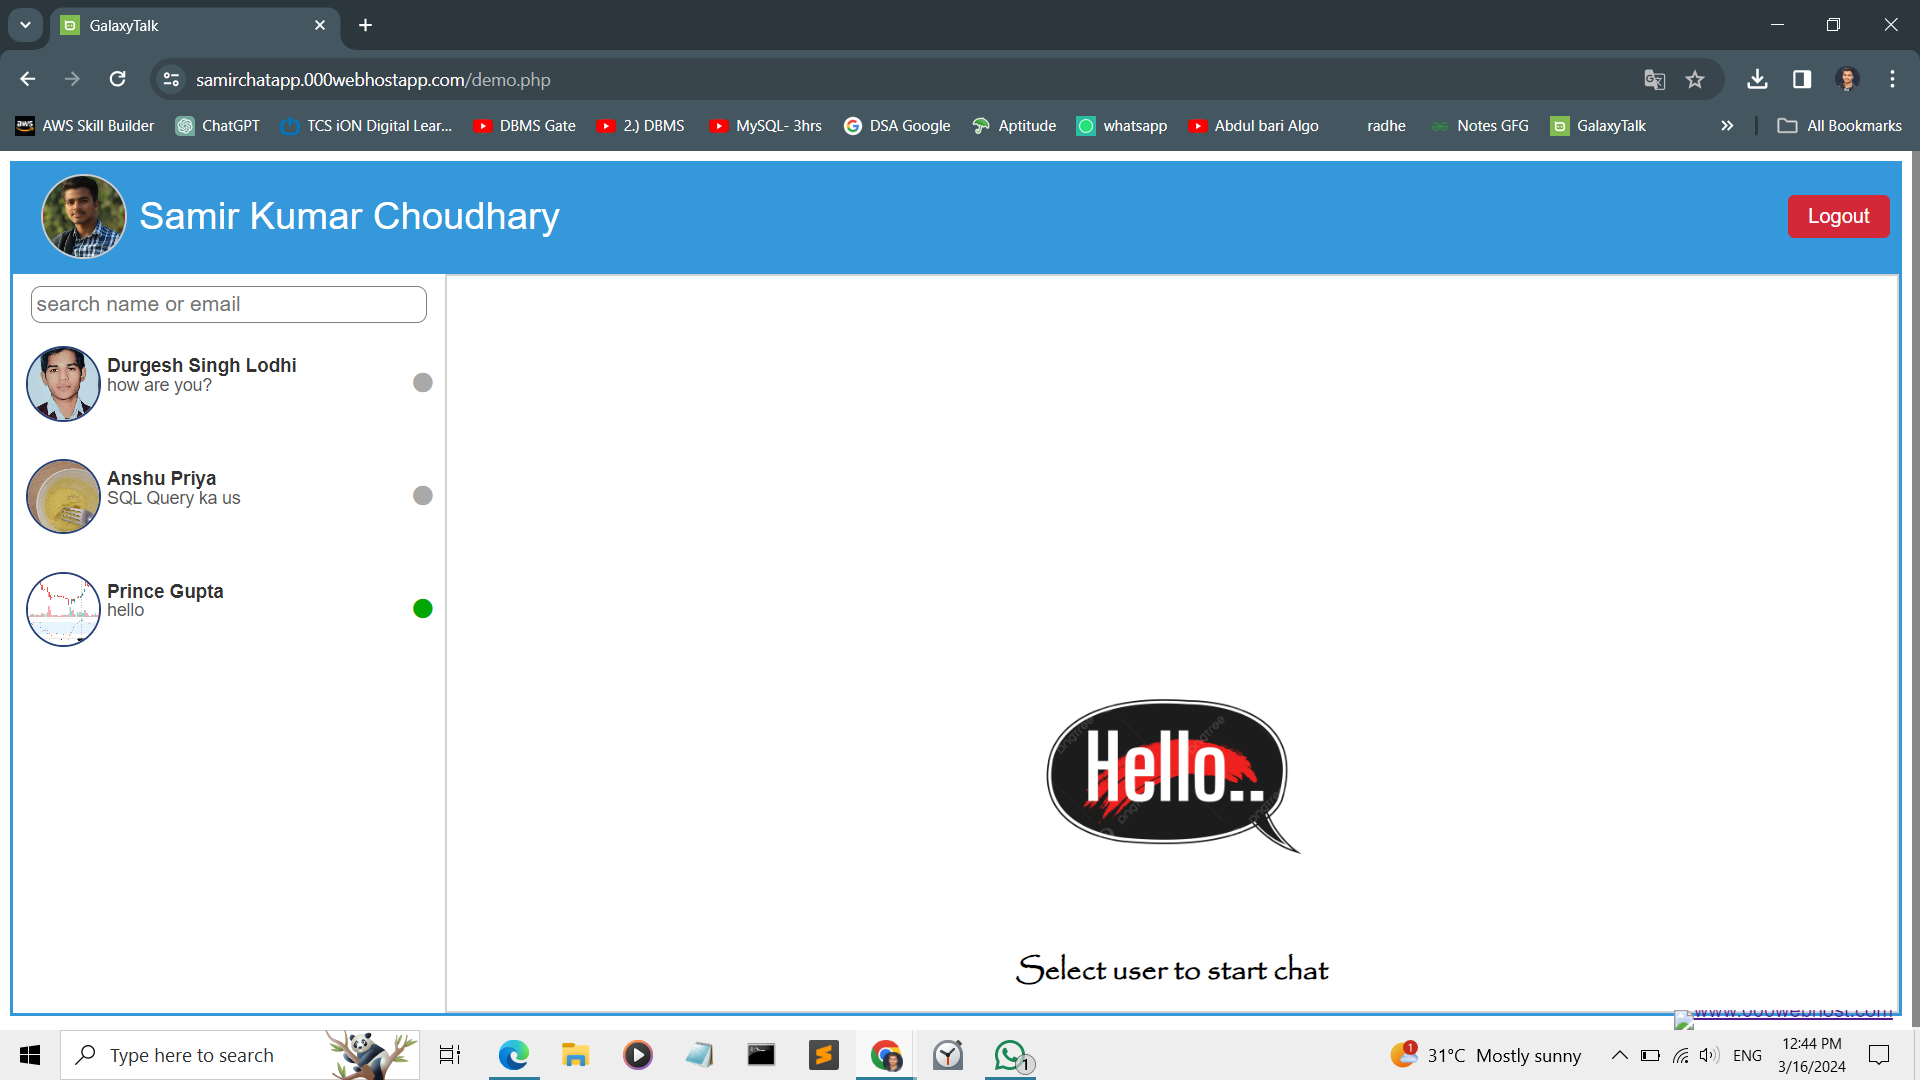 GalaxyTalk
samirchatapp.000webhostapp.com/demo.php
AWS Skill Builder
ChatGPT
TCS iON Digital Lear...
DBMS Gate
2.) DBMS
MySQL- 3hrs
DSA Google
Aptitude
whatsapp
Abdul bari Algo
radhe
Notes GFG
GalaxyTalk
All Bookmarks
Samir Kumar Choudhary
Logout
search name or email
Durgesh Singh Lodhi
how are you?
Anshu Priya
SQL Query ka us
Prince Gupta
hello
Hello..
Select user to start chat
www.000webhost.com
Type here to search
1
1
31°C Mostly sunny
ENG
12:44 PM
3/16/2024